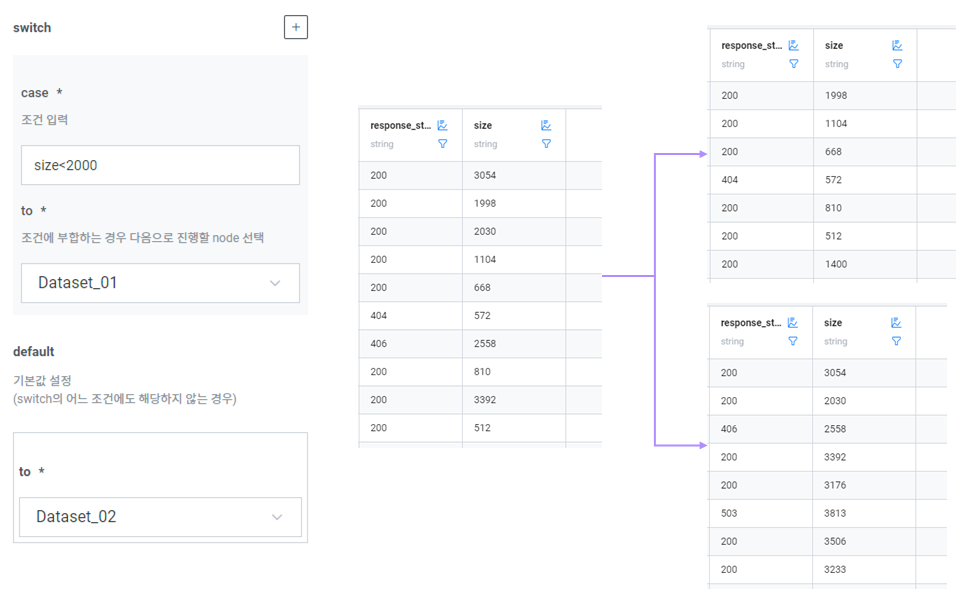 switch
+
case *
조건 입력
size<2000
to *
조건에 부합하는 경우 다음으로 진행할 node 선택
Dataset_01
default
기본값 설정
(switch의 어느 조건에도 해당하지 않는 경우)
to *
Dataset_02
response_st... size
string string
200 3054
200 1998
200 2030
200 1104
200 668
404 572
406 2558
200 810
200 3392
200 512
response_st... size
string string
200 1998
200 1104
200 668
404 572
200 810
200 512
200 1400
response_st... size
string string
200 3054
200 2030
406 2558
200 3392
200 3176
503 3813
200 3506
200 3233